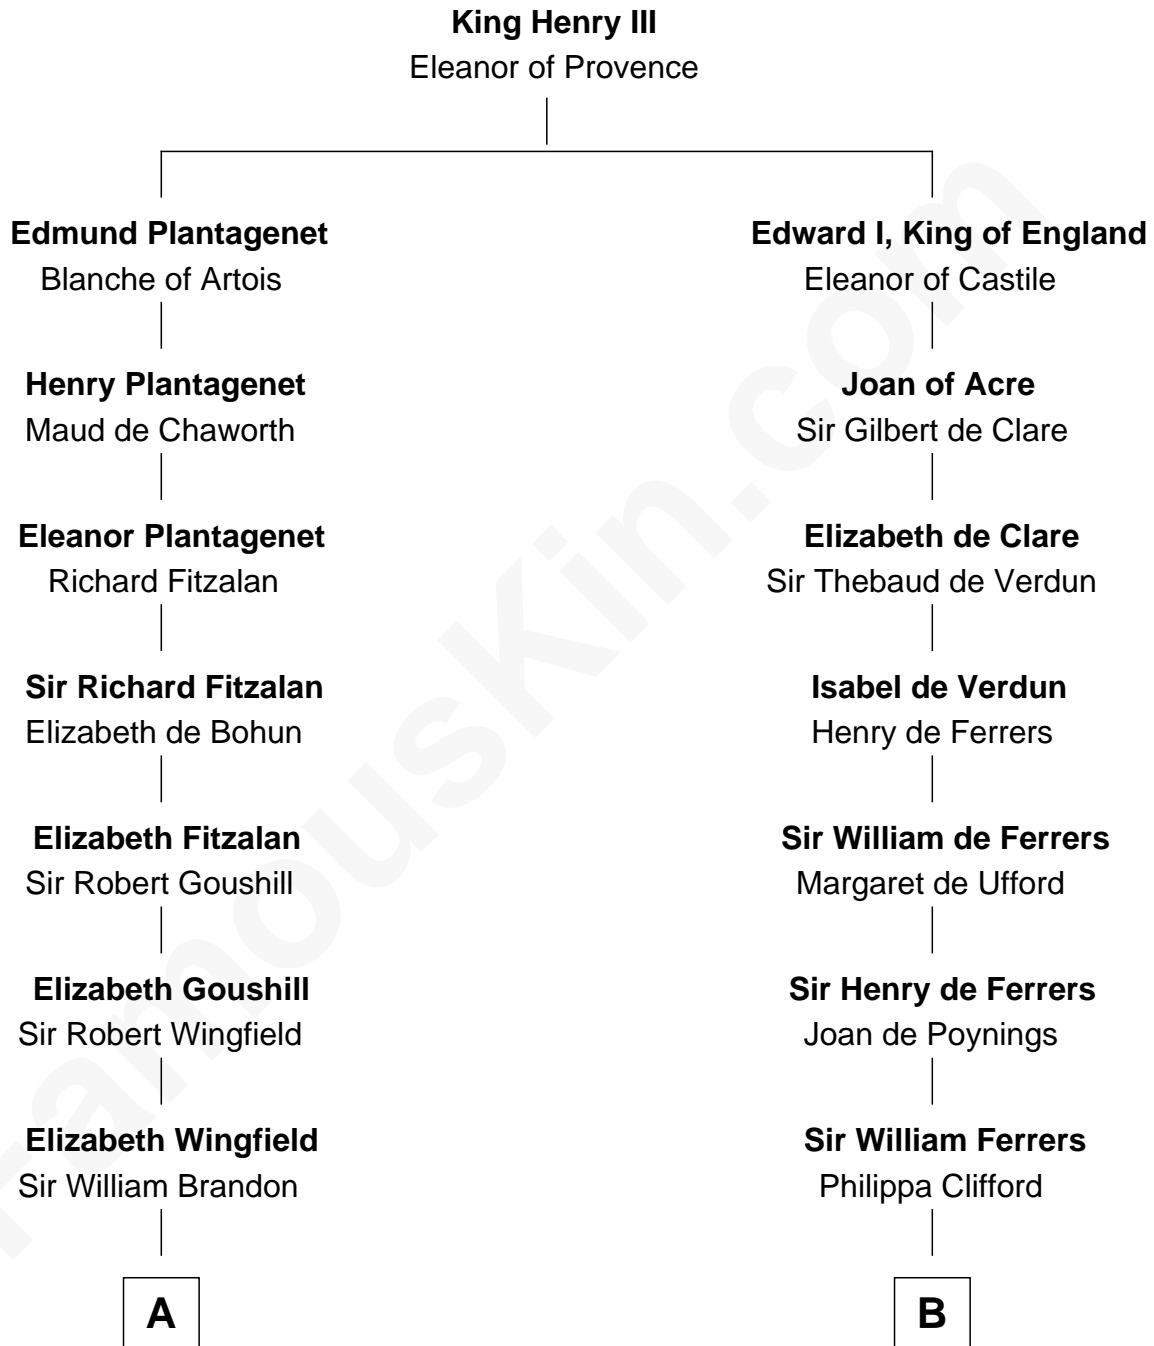 King Henry III
Eleanor of Provence
Edmund Plantagenet
Blanche of Artois
Edward I, King of England
Eleanor of Castile
Henry Plantagenet
Maud de Chaworth
Joan of Acre
Sir Gilbert de Clare
Eleanor Plantagenet
Richard Fitzalan
Elizabeth de Clare
Sir Thebaud de Verdun
Sir Richard Fitzalan
Elizabeth de Bohun
Isabel de Verdun
Henry de Ferrers
Elizabeth Fitzalan
Sir Robert Goushill
Sir William de Ferrers
Margaret de Ufford
Elizabeth Goushill
Sir Robert Wingfield
Sir Henry de Ferrers
Joan de Poynings
Elizabeth Wingfield
Sir William Brandon
Sir William Ferrers
Philippa Clifford
A
B
FamousKin.com